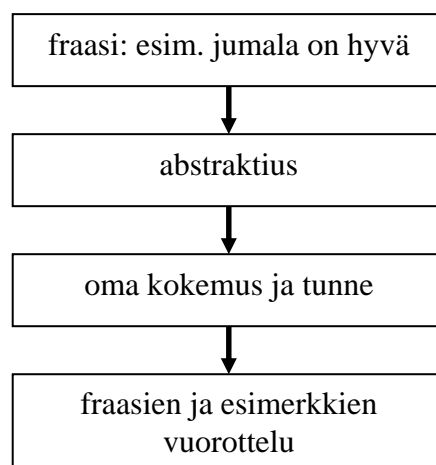 fraasi: esim. jumala on hyvä
abstraktius
oma kokemus ja tunne
fraasien ja esimerkkien
vuorottelu